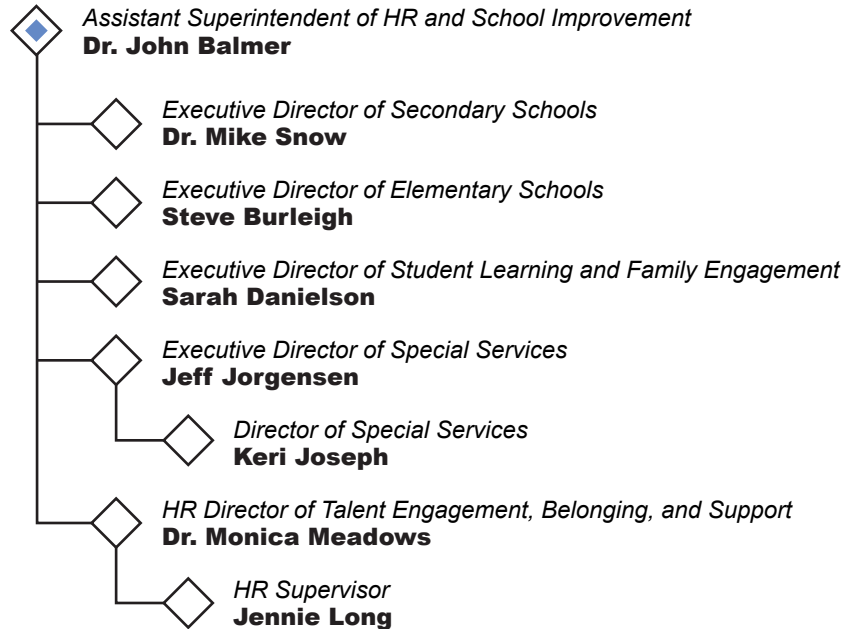 Assistant Superintendent of HR and School Improvement
Dr. John Balmer
Executive Director of Secondary Schools
Dr. Mike Snow
Executive Director of Elementary Schools
Steve Burleigh
Executive Director of Student Learning and Family Engagement
Sarah Danielson
Executive Director of Special Services
Jeff Jorgensen
Director of Special Services
Keri Joseph
HR Director of Talent Engagement, Belonging, and Support
Dr. Monica Meadows
HR Supervisor
Jennie Long